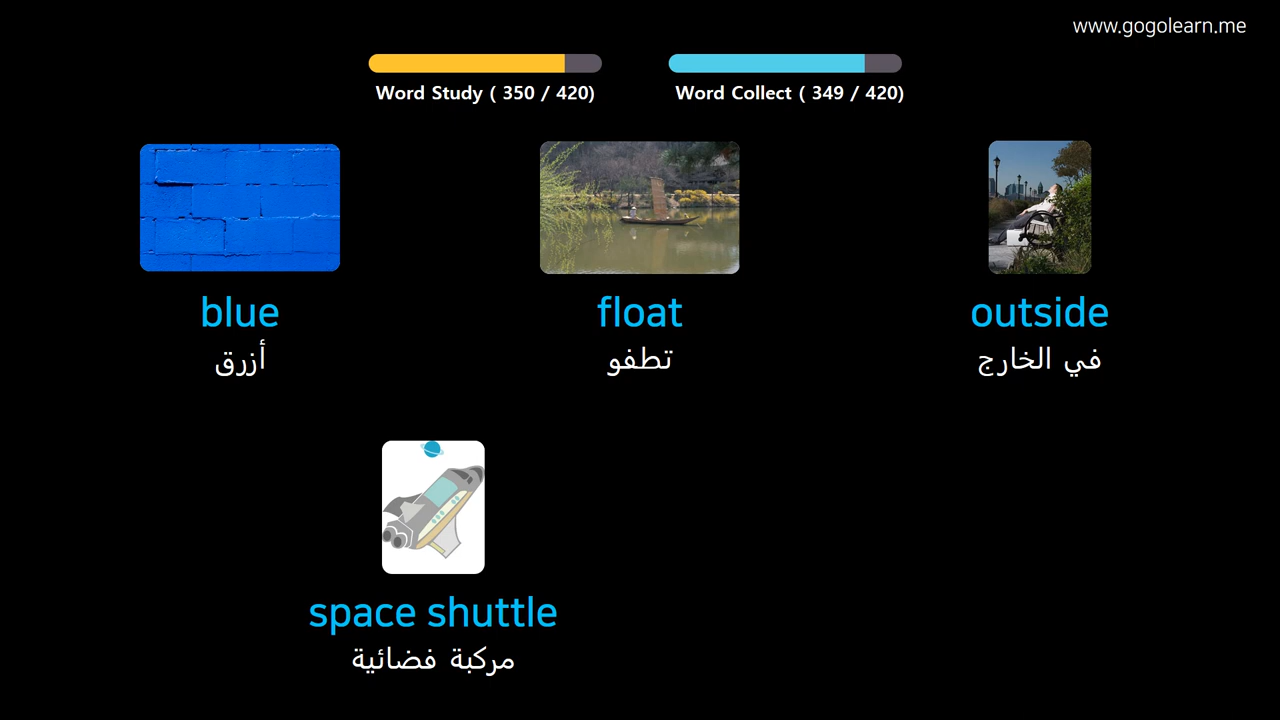 www.gogolearn.me
Word Study ( 350 / 420)
Word Collect ( 349 / 420)
blue
أزرق
float
تطفو
outside
في الخارج
space shuttle
مركبة فضائية